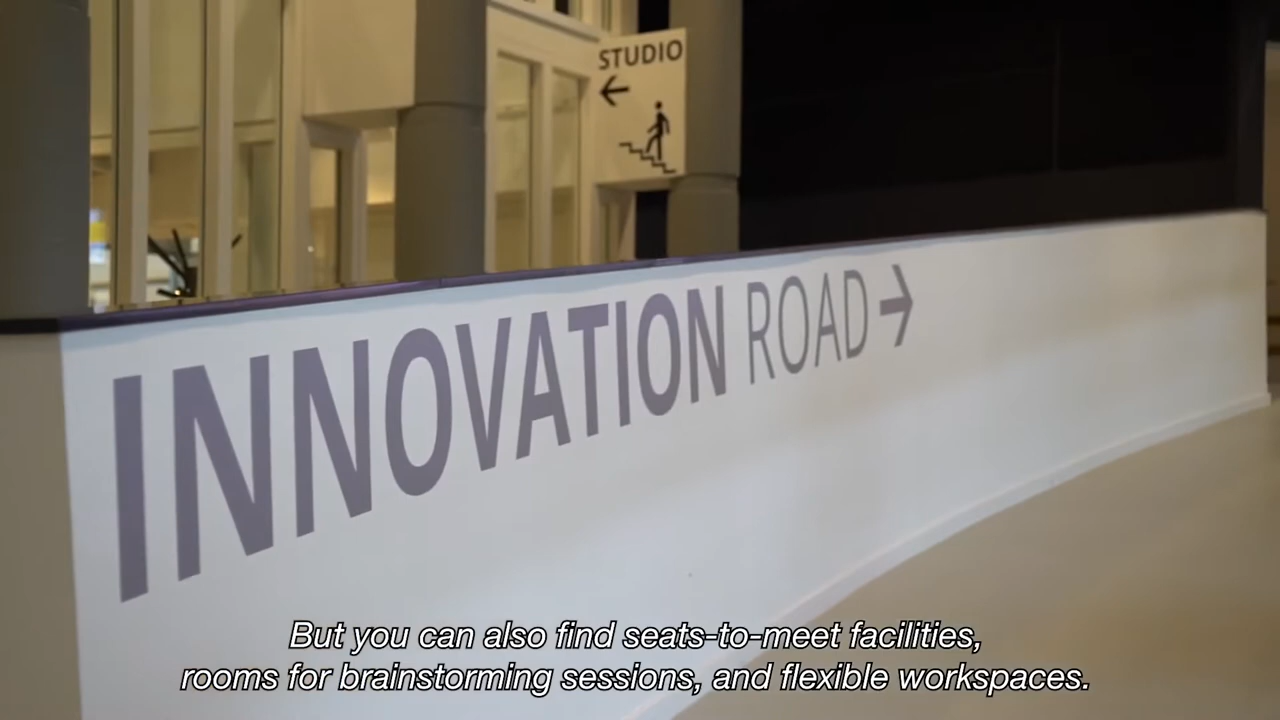 STUDIO
←
INNOVATION ROAD →
But you can also find seats-to-meet facilities,
rooms for brainstorming sessions, and flexible workspaces.